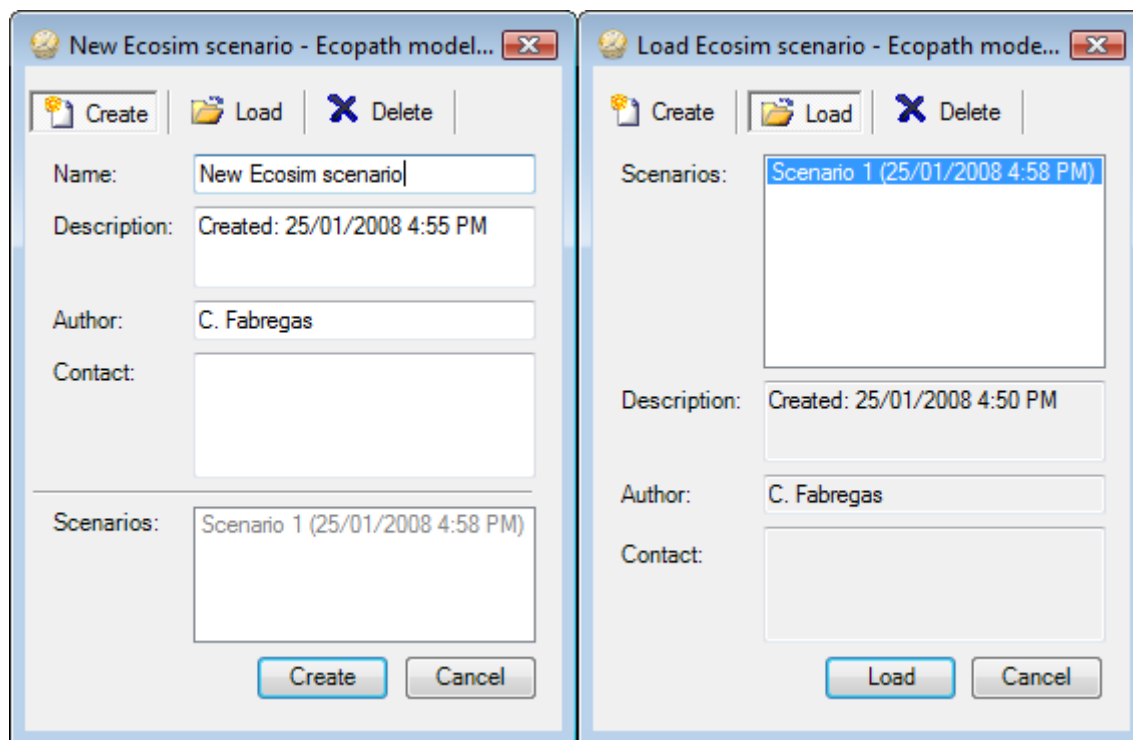 New Ecosim scenario - Ecopath model...
Create
Load
Delete
Name:
New Ecosim scenario
Description:
Created: 25/01/2008 4:55 PM
Author:
C. Fabregas
Contact:
Scenarios:
Scenario 1 (25/01/2008 4:58 PM)
Create
Cancel
Load Ecosim scenario - Ecopath mode...
Create
Load
Delete
Scenarios:
Scenario 1 (25/01/2008 4:58 PM)
Description:
Created: 25/01/2008 4:50 PM
Author:
C. Fabregas
Contact:
Load
Cancel